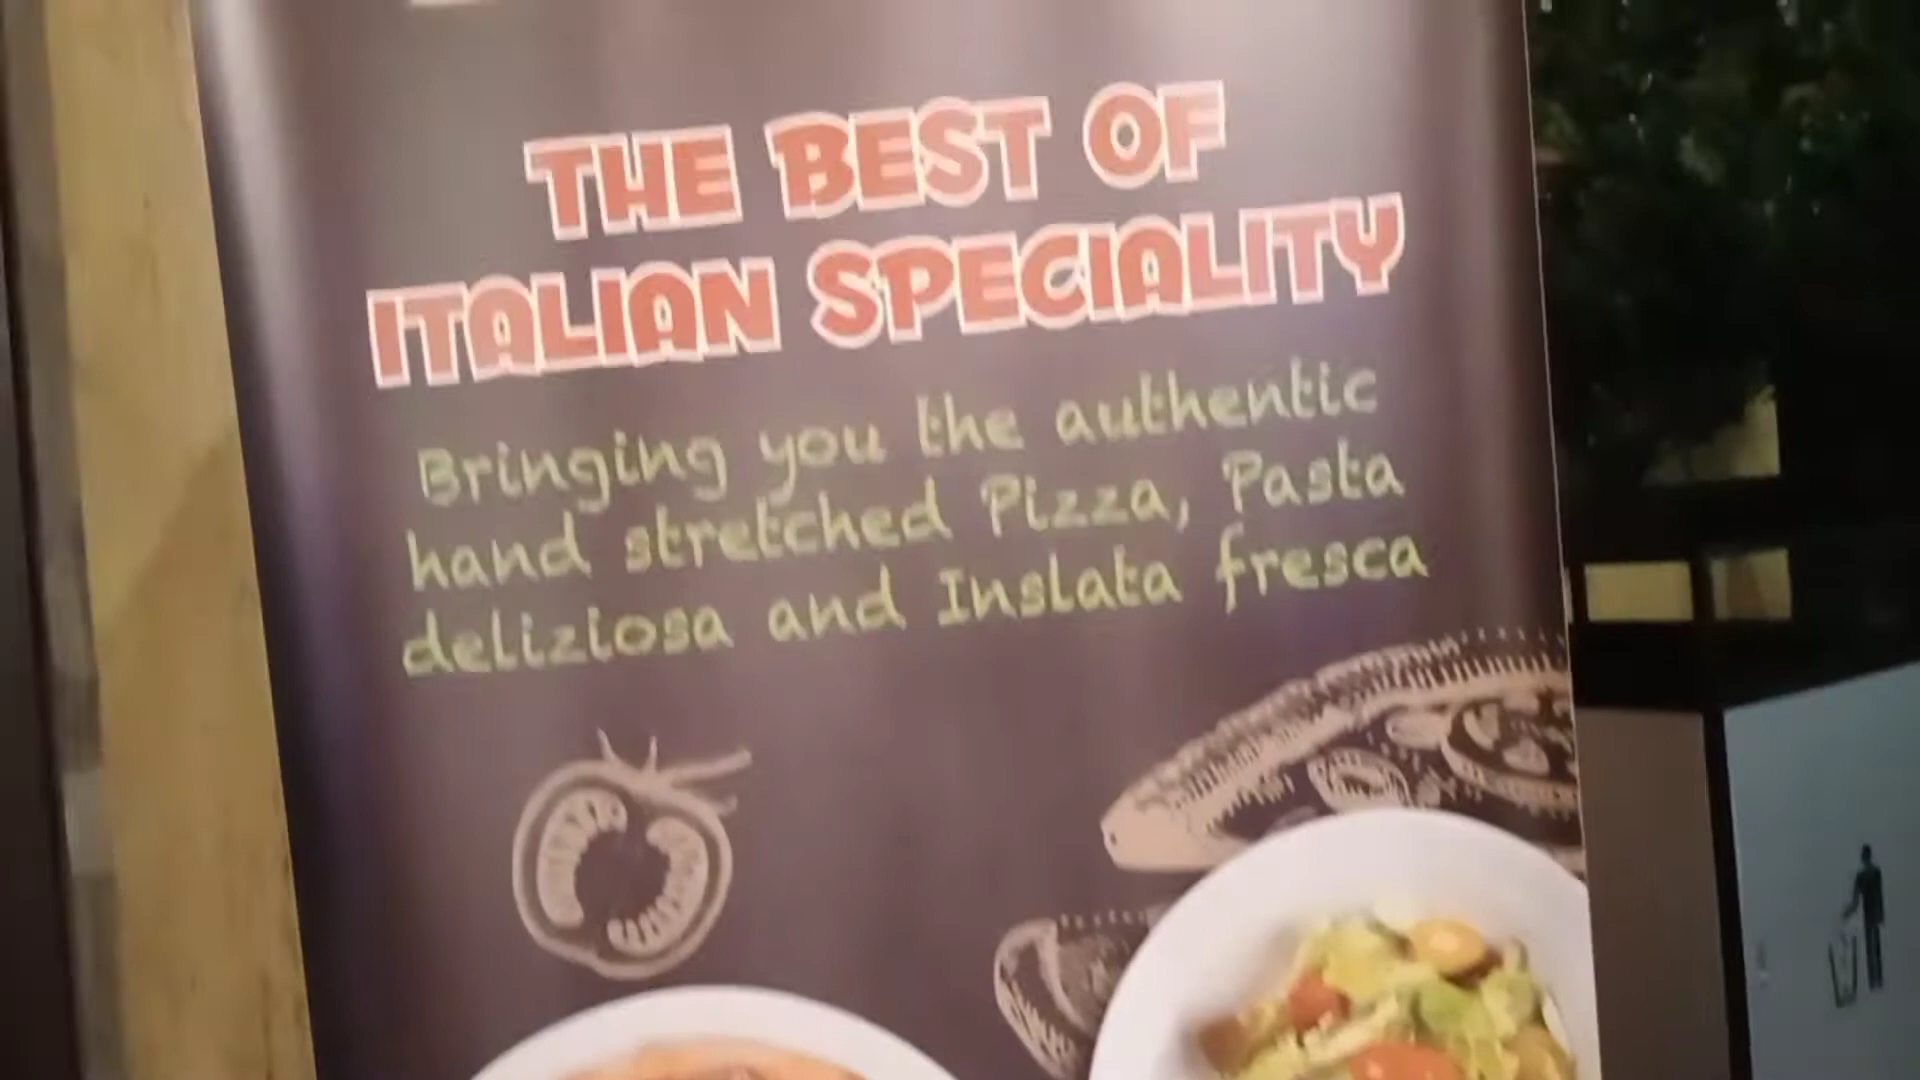 THE BEST OF
ITALIAN SPECIALITY
Bringing you the authentic
hand stretched Pizza, Pasta
deliziosa and Inslata fresca